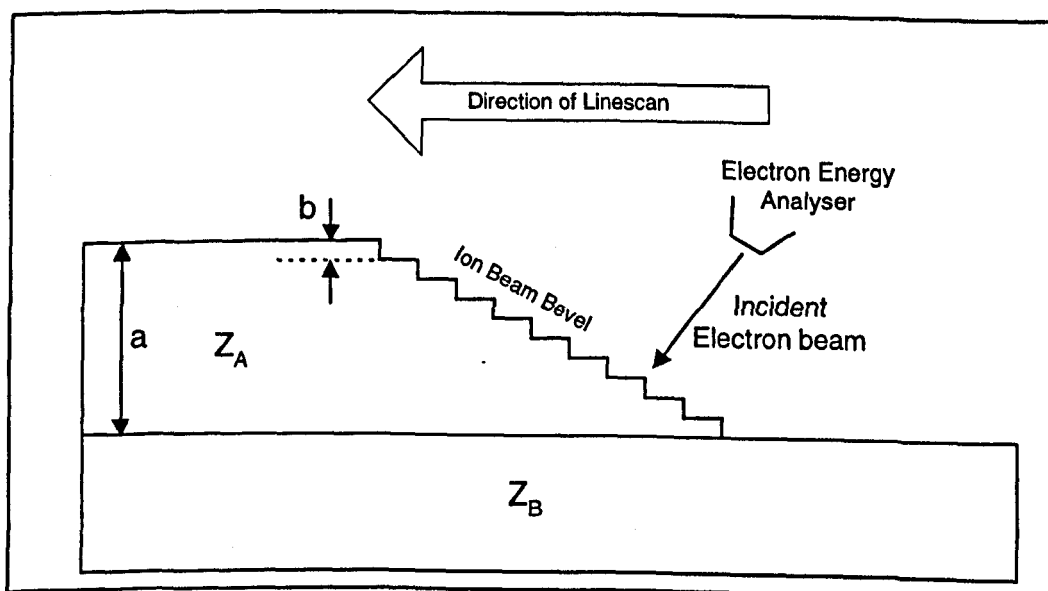 Direction of Linescan
Electron Energy
Analyser
b
Ion Beam Bevel
Incident
Electron beam
a
Z_A
Z_B